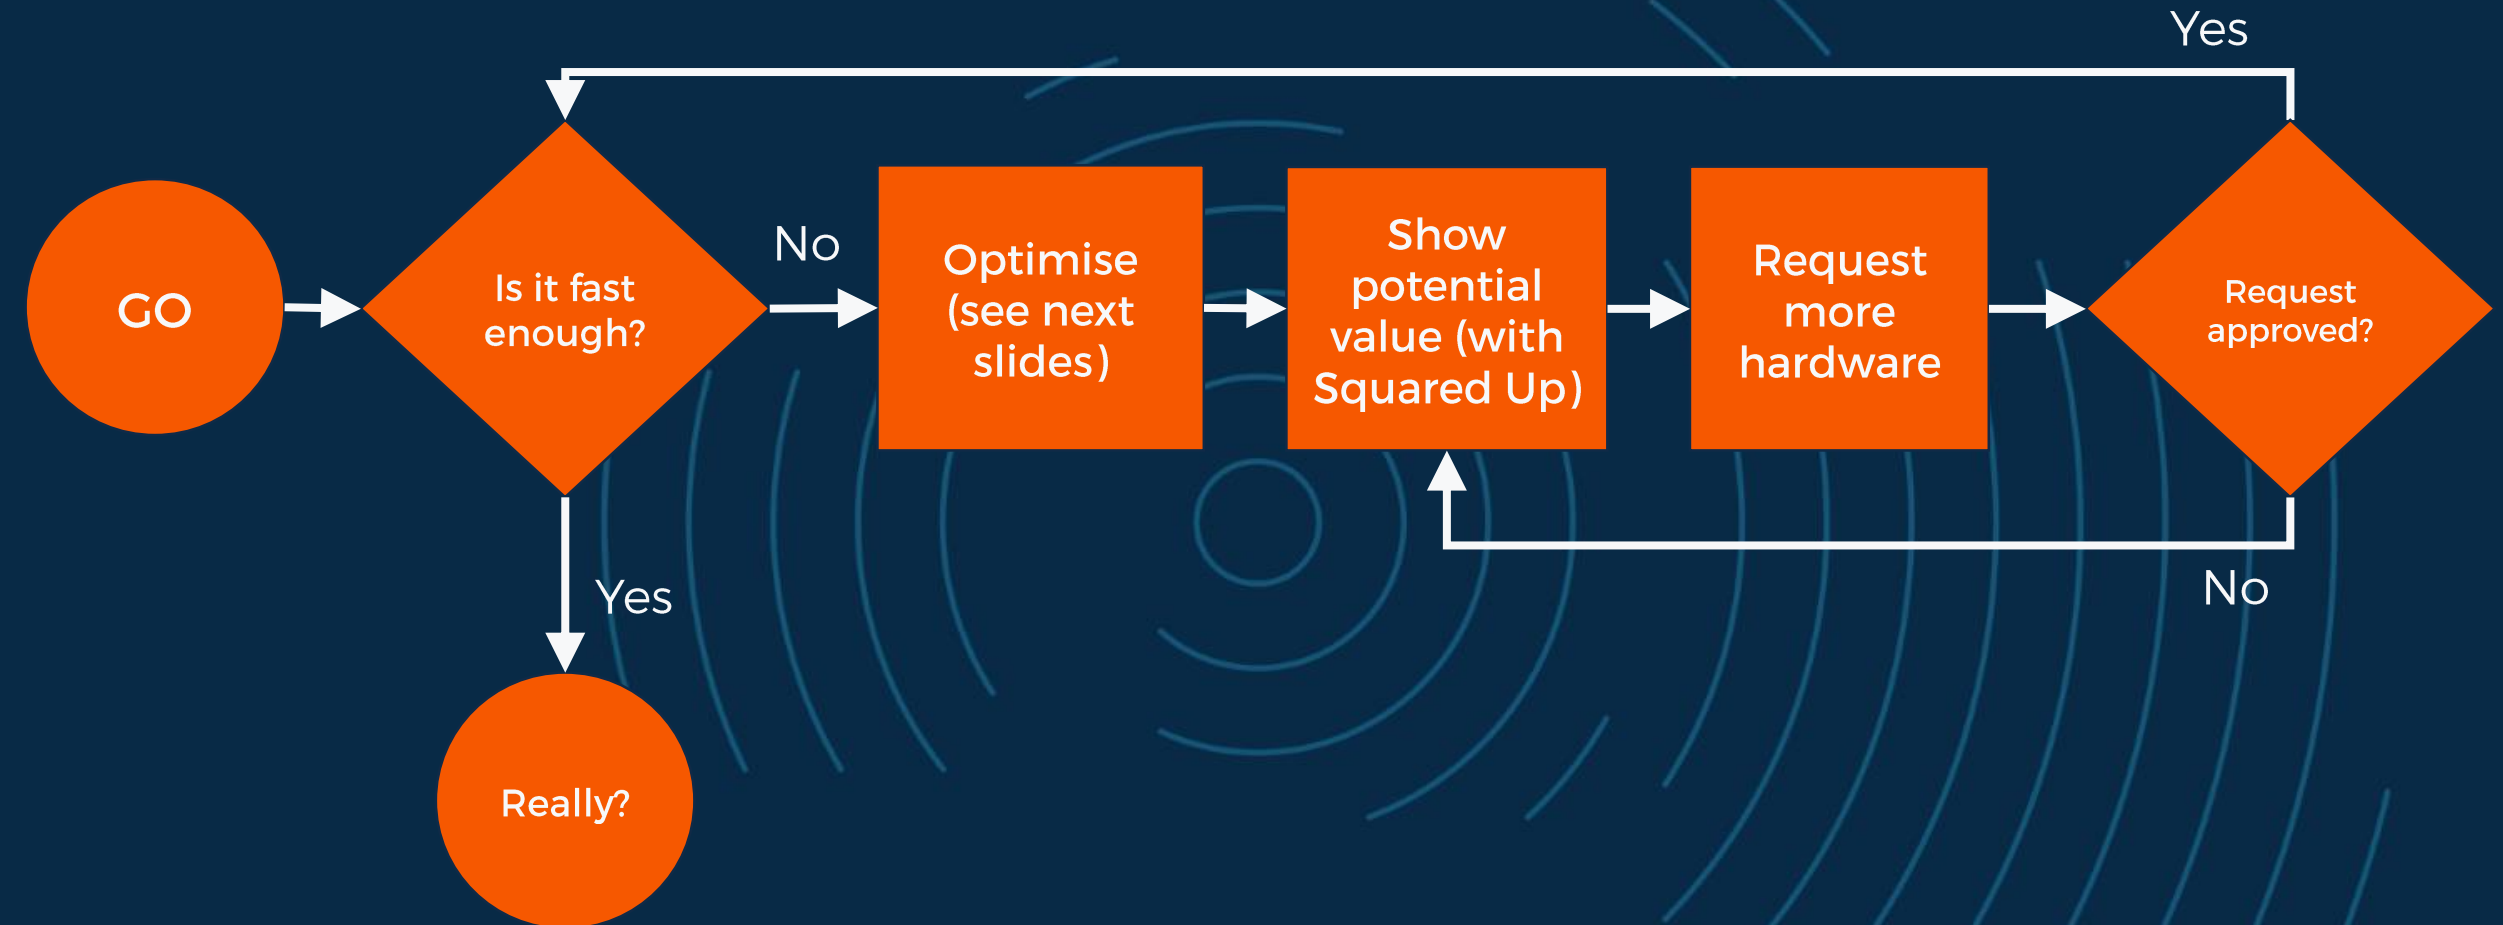 Yes
GO
Is it fast
enough?
No
Optimise
(see next
slides)
Show
potential
value (with
Squared Up)
Request
more
hardware
Request
approved?
Yes
No
Really?